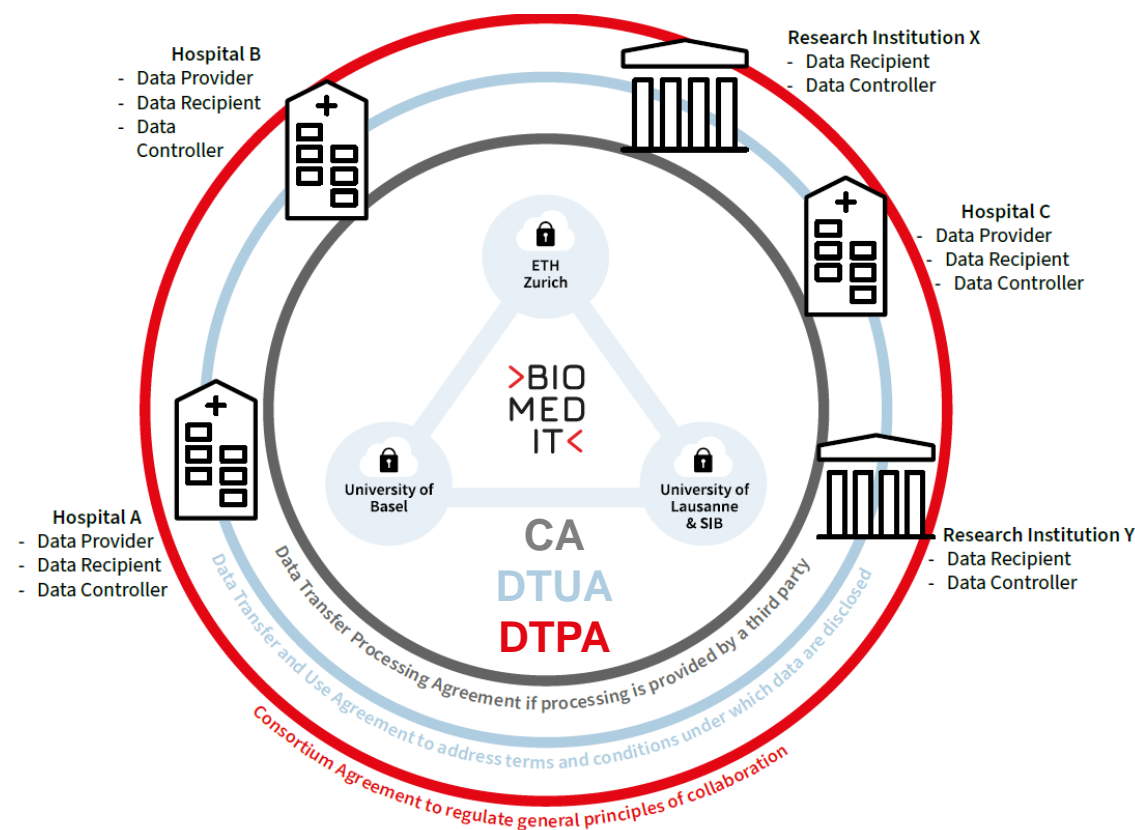 Hospital B
- Data Provider
- Data Recipient
- Data
Controller
Research Institution X
- Data Recipient
- Data Controller
Hospital C
- Data Provider
- Data Recipient
- Data Controller
ETH
Zurich
>BIO
MED
IT<
University of
Basel
University of
Lausanne
& SIB
Hospital A
- Data Provider
- Data Recipient
- Data Controller
Research Institution Y
- Data Recipient
- Data Controller
CA
DTUA
DTPA
Data Transfer Processing Agreement if processing is provided by a third party
Data Transfer and Use Agreement to address terms and conditions under which data are disclosed
Consortium Agreement to regulate general principles of collaboration